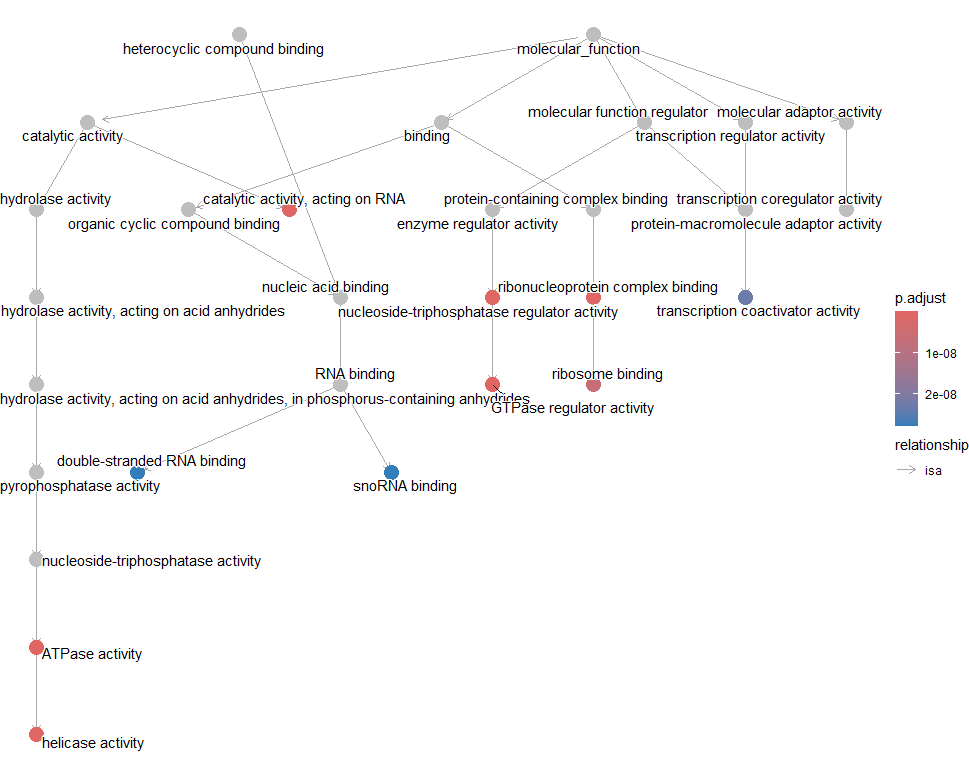 heterocyclic compound binding
molecular_function
molecular function regulator
molecular adaptor activity
catalytic activity
binding
transcription regulator activity
hydrolase activity
catalytic activity, acting on RNA
protein-containing complex binding
transcription coregulator activity
organic cyclic compound binding
enzyme regulator activity
protein-macromolecule adaptor activity
nucleic acid binding
ribonucleoprotein complex binding
hydrolase activity, acting on acid anhydrides
nucleoside-triphosphatase regulator activity
transcription coactivator activity
RNA binding
ribosome binding
hydrolase activity, acting on acid anhydrides, in phosphorus-containing anhydrides
GTPase regulator activity
double-stranded RNA binding
pyrophosphatase activity
snoRNA binding
nucleoside-triphosphatase activity
ATPase activity
helicase activity
p.adjust
1e-08
2e-08
relationship
isa